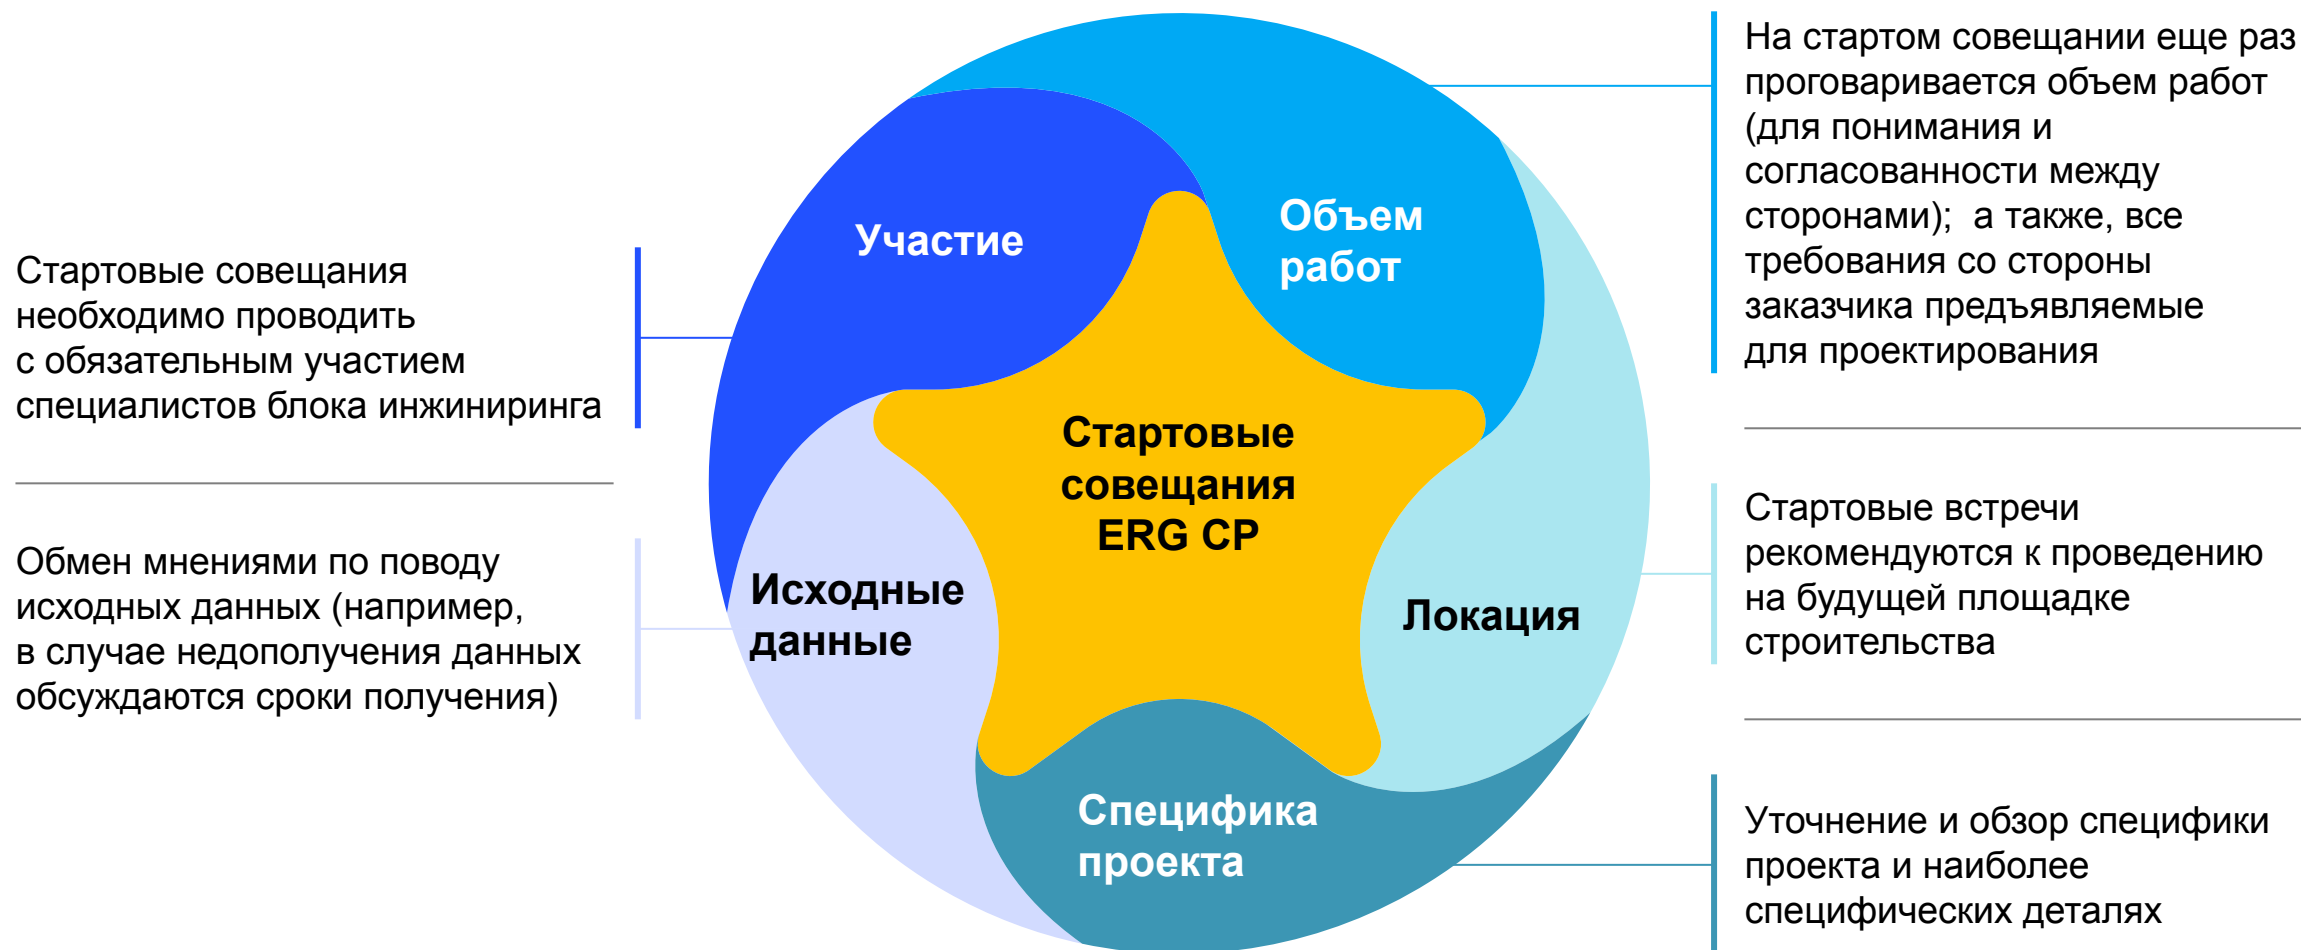 Стартовые совещания
необходимо проводить
с обязательным участием
специалистов блока инжиниринга
Обмен мнениями по поводу
исходных данных (например,
в случае недополучения данных
обсуждаются сроки получения)
Участие
Объем
работ
Стартовые
совещания
ERG CP
Исходные
данные
Локация
Специфика
проекта
На стартом совещании еще раз
проговаривается объем работ
(для понимания и
согласованности между
сторонами);  а также, все
требования со стороны
заказчика предъявляемые
для проектирования
Стартовые встречи
рекомендуются к проведению
на будущей площадке
строительства
Уточнение и обзор специфики
проекта и наиболее
специфических деталях